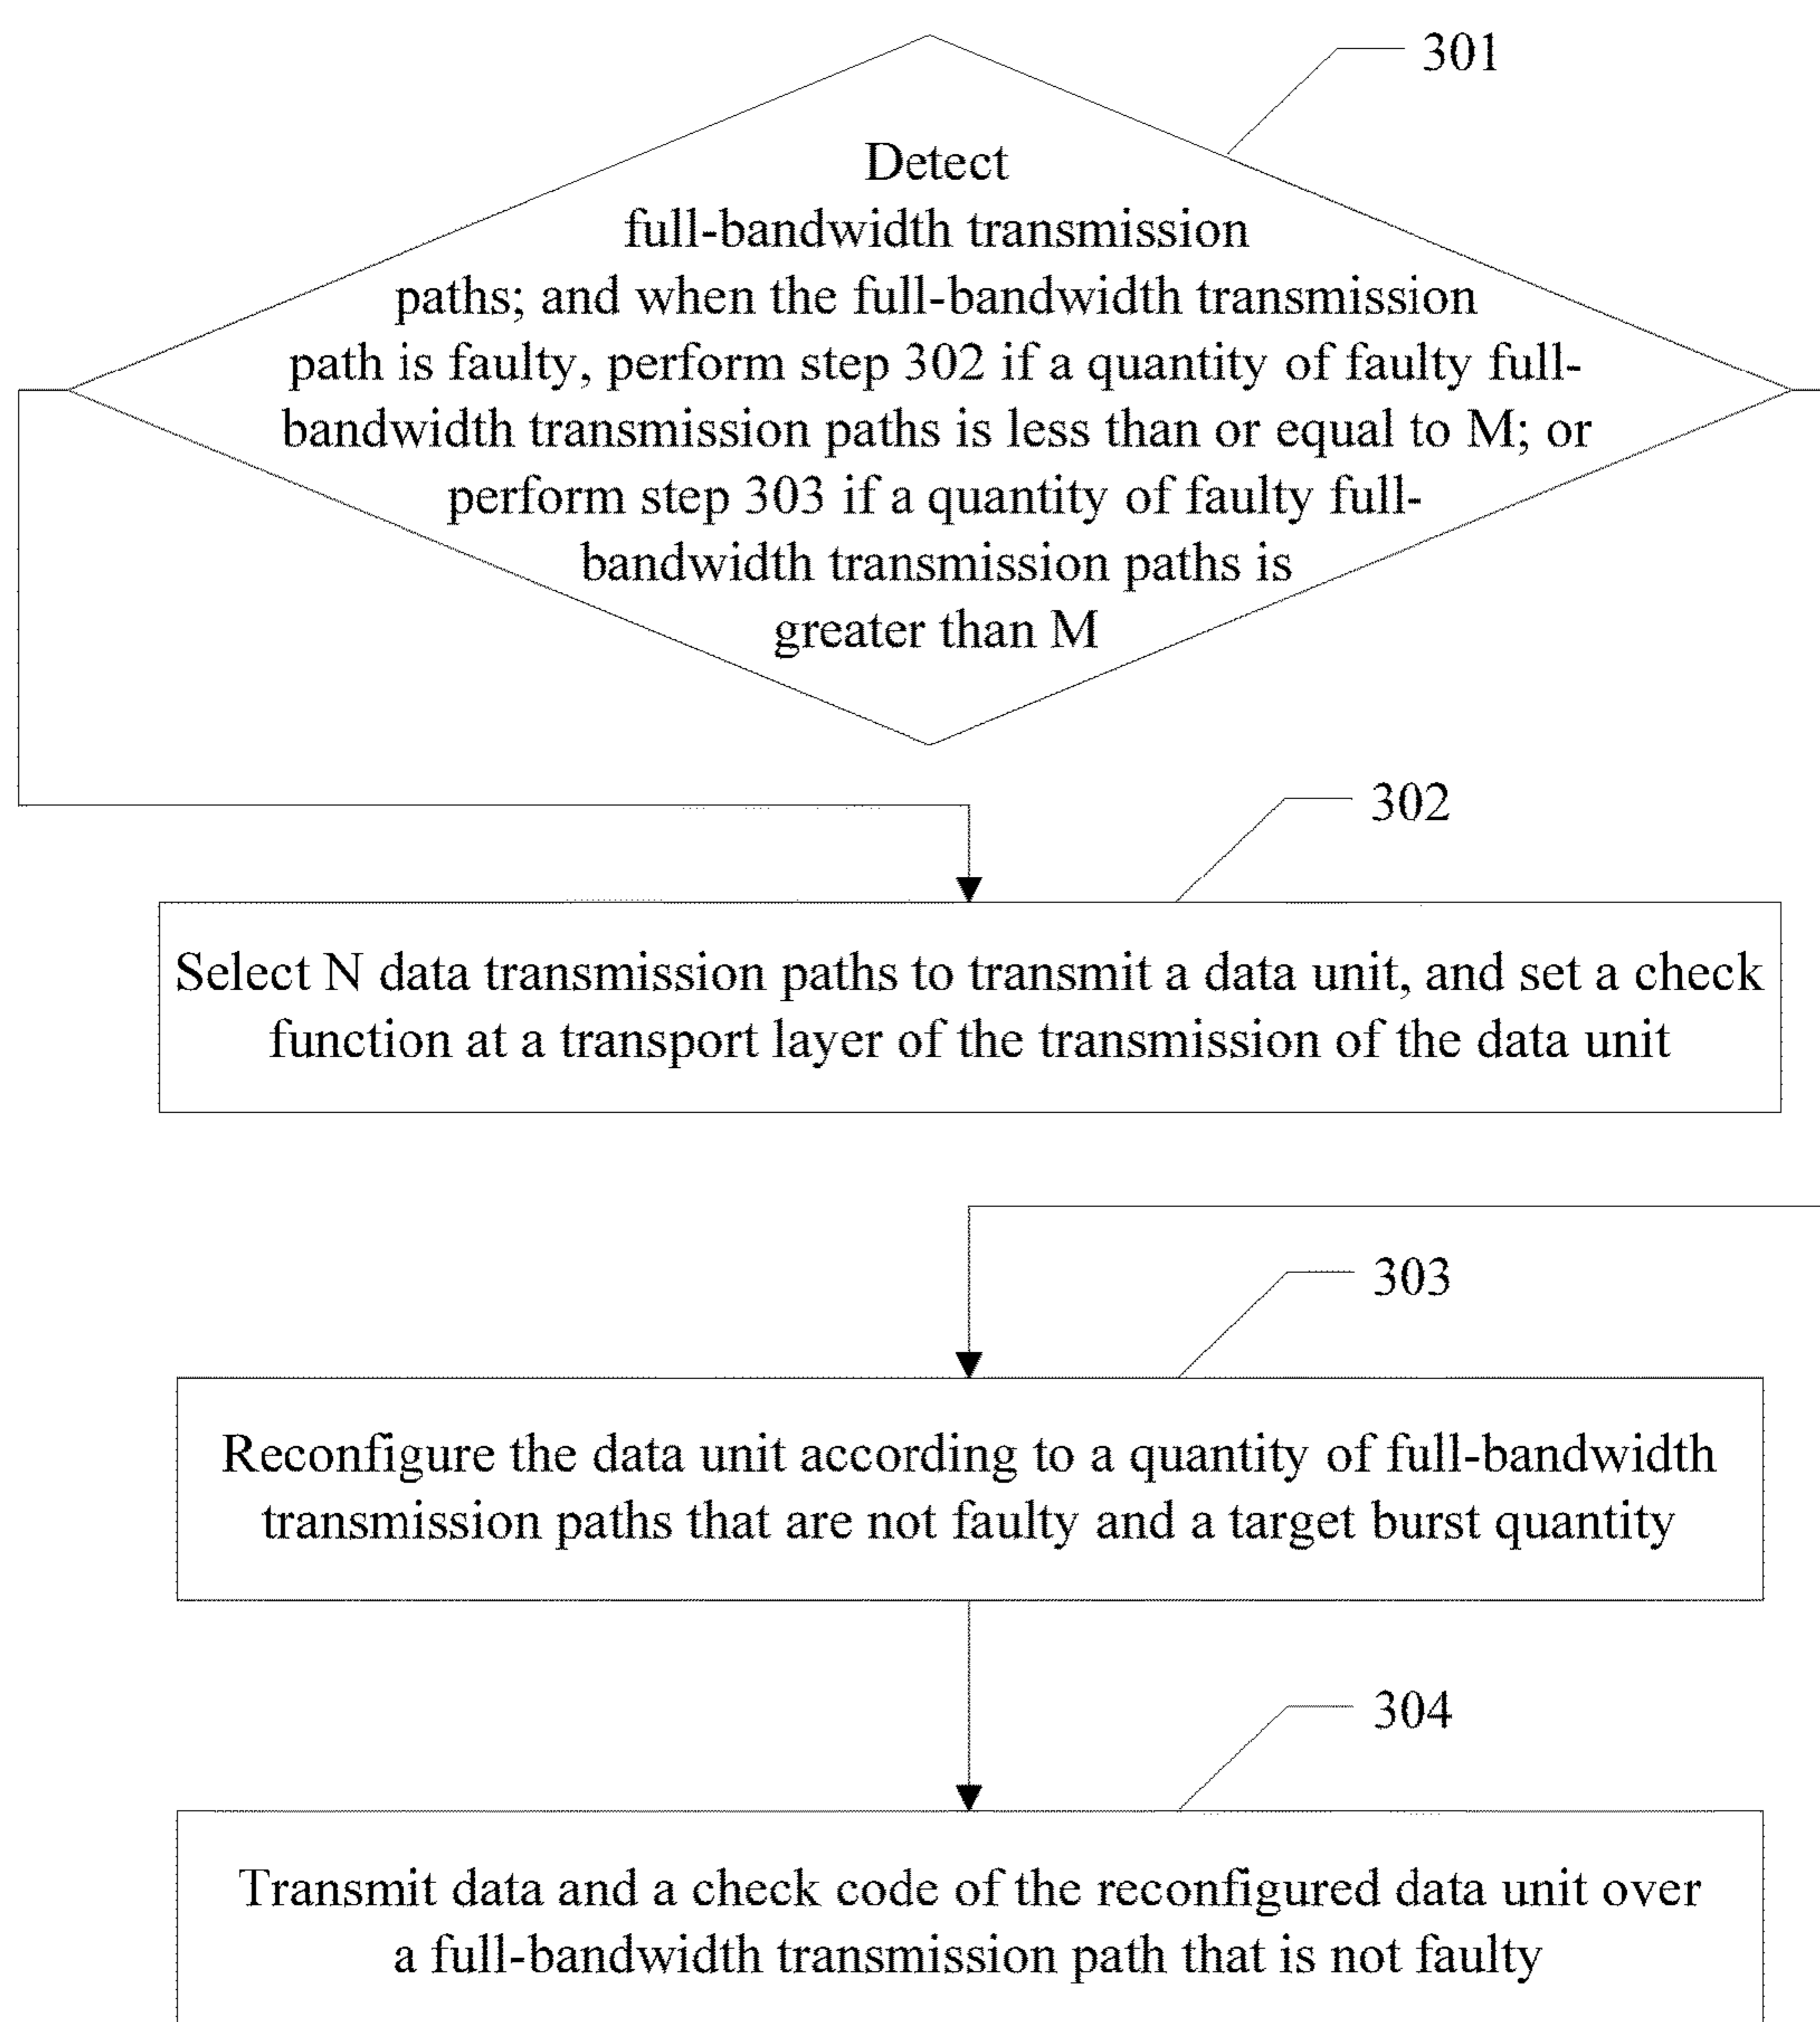 301
Detect
full-bandwidth transmission
paths; and when the full-bandwidth transmission
path is faulty, perform step 302 if a quantity of faulty full-
bandwidth transmission paths is less than or equal to M; or
perform step 303 if a quantity of faulty full-
bandwidth transmission paths is
greater than M
302
Select N data transmission paths to transmit a data unit, and set a check
function at a transport layer of the transmission of the data unit
303
Reconfigure the data unit according to a quantity of full-bandwidth
transmission paths that are not faulty and a target burst quantity
304
Transmit data and a check code of the reconfigured data unit over
a full-bandwidth transmission path that is not faulty